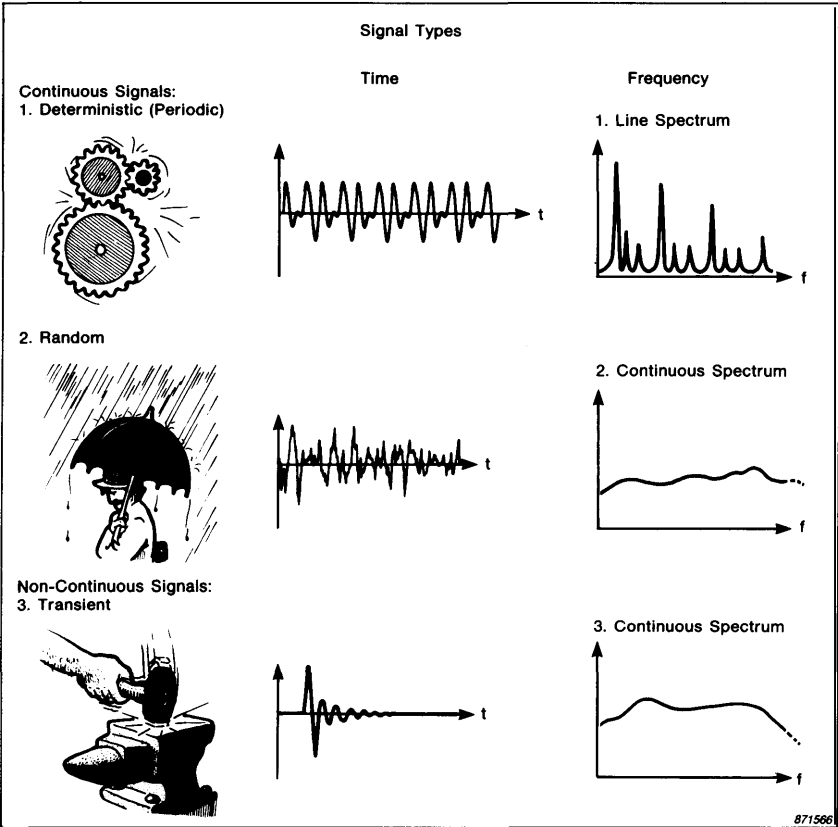 Signal Types
Time
Frequency
Continuous Signals:
1. Deterministic (Periodic)
1. Line Spectrum
t
f
2. Random
2. Continuous Spectrum
t
f
Non-Continuous Signals:
3. Transient
3. Continuous Spectrum
t
f
871566